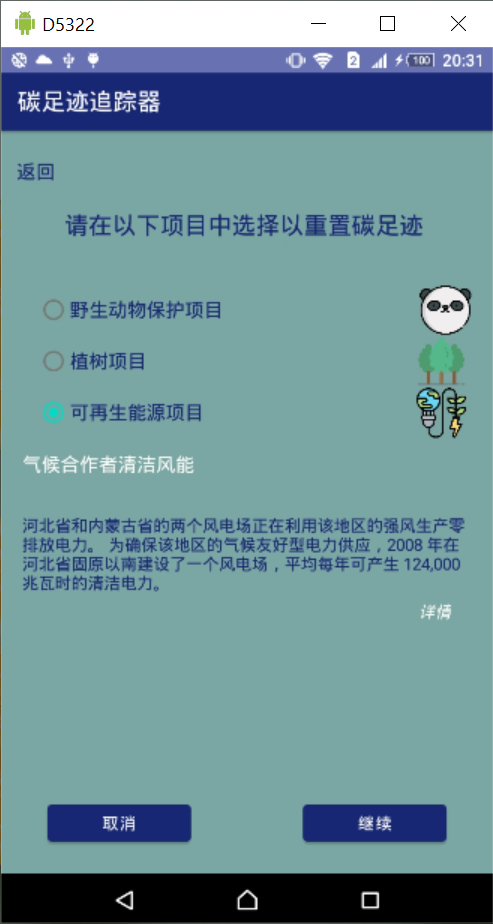 D5322
2 100 20:31
碳足迹追踪器
返回
请在以下项目中选择以重置碳足迹
野生动物保护项目
植树项目
可再生能源项目
气候合作者清洁风能
河北省和内蒙古省的两个风电场正在利用该地区的强风生产零
排放电力。 为确保该地区的气候友好型电力供应，2008 年在
河北省固原以南建设了一个风电场，平均每年可产生 124,000
兆瓦时的清洁电力。
详情
取消
继续